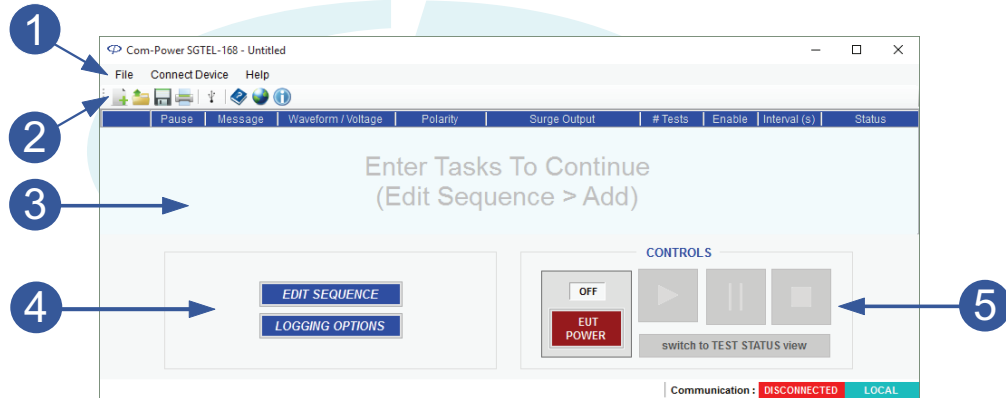 1
Com-Power SGTEL-168 - Untitled
File Connect Device Help
2
Pause Message Waveform / Voltage Polarity Surge Output # Tests Enable Interval (s) Status
Enter Tasks To Continue
(Edit Sequence > Add)
3
CONTROLS
4
EDIT SEQUENCE
LOGGING OPTIONS
OFF
EUT
POWER
switch to TEST STATUS view
5
Communication : DISCONNECTED LOCAL